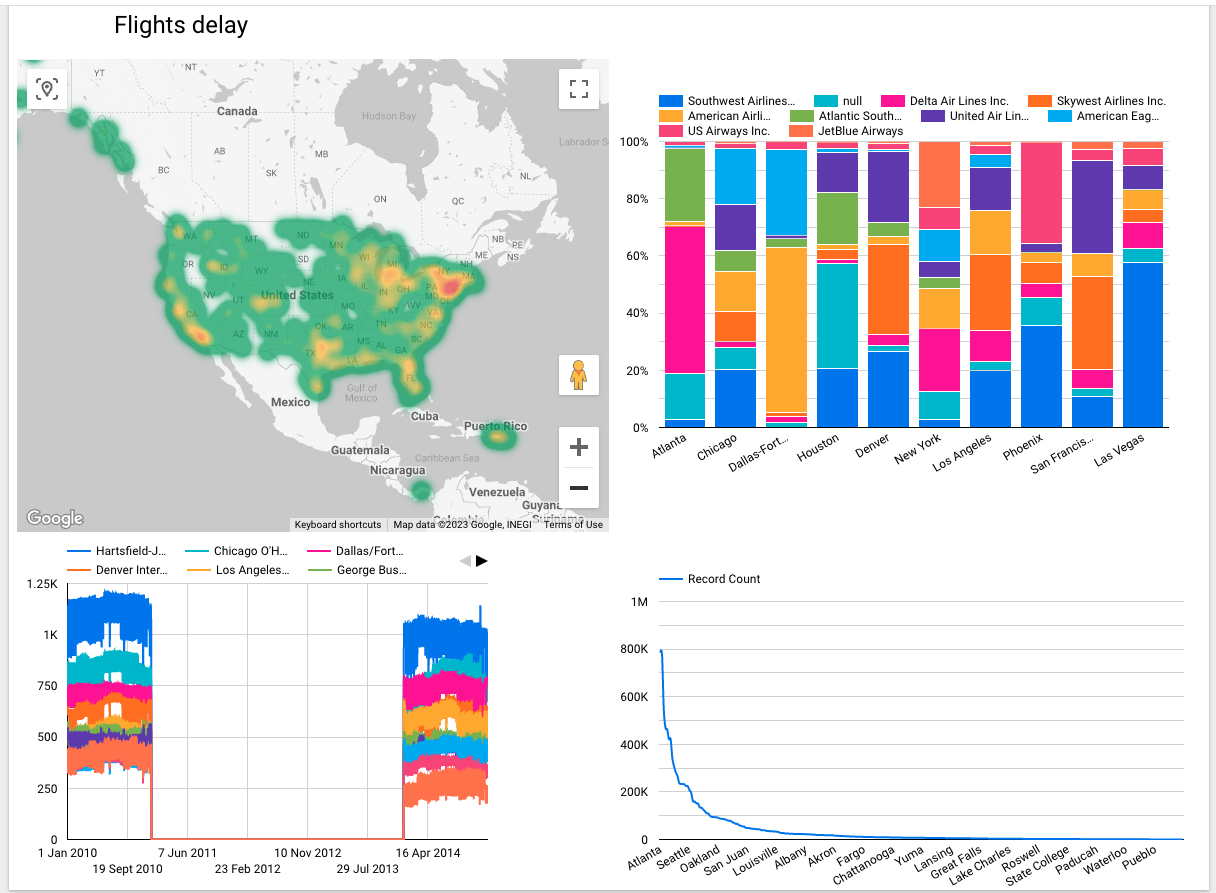 Flights delay
YT
NT
Canada
Hudson Bay
Labrador S
AB
MB
BC
SK
NL
ON
QC
NB
PE
NS
ME
WA
MT
ND
MN
OR
ID
SD
WI
MI
NH
NY
MA
WY
NE
IA
IL
IN
OH
PA
MD
DE
NV
UT
United States
MO
KY
WV
VA
CA
AZ
NM
OK
AR
TN
NC
SC
TX
LA
MS
AL
GA
FL
Gulf of
Mexico
Mexico
Cuba
Puerto Rico
Guatemala
Caribbean Sea
Nicaragua
Venezuela
Guyana
Suriname
Colombia
Google
Keyboard shortcuts Map data ©2023 Google, INEGI Terms of Use
Southwest Airlines... null Delta Air Lines Inc. Skywest Airlines Inc.
American Airli... Atlantic South... United Air Lin... American Eag...
US Airways Inc. JetBlue Airways
100%
80%
60%
40%
20%
0%
Atlanta
Chicago
Dallas-Fort...
Houston
Denver
New York
Los Angeles
Phoenix
San Francis...
Las Vegas
Hartsfield-J... Chicago O'H... Dallas/Fort...
Denver Inter... Los Angeles... George Bus...
1.25K
1K
750
500
250
0
1 Jan 2010 7 Jun 2011 10 Nov 2012 16 Apr 2014
19 Sept 2010 23 Feb 2012 29 Jul 2013
Record Count
1M
800K
600K
400K
200K
0
Atlanta
Seattle
Oakland
San Juan
Louisville
Albany
Akron
Fargo
Chattanooga
Yuma
Lansing
Great Falls
Lake Charles
Roswell
State College
Paducah
Waterloo
Pueblo